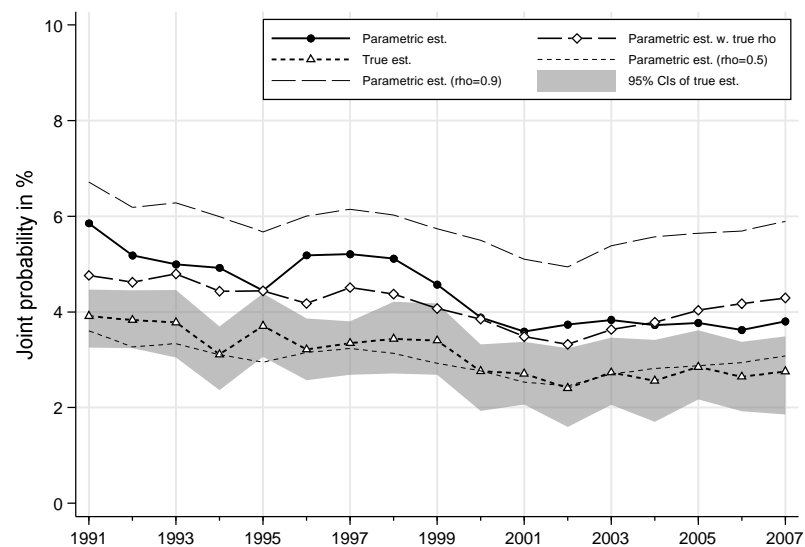 Parametric est.
Parametric est. w. true rho
True est.
Parametric est. (rho=0.5)
Parametric est. (rho=0.9)
95% CIs of true est.
Joint probability in %
10
8
6
4
2
0
1991 1993 1995 1997 1999 2001 2003 2005 2007